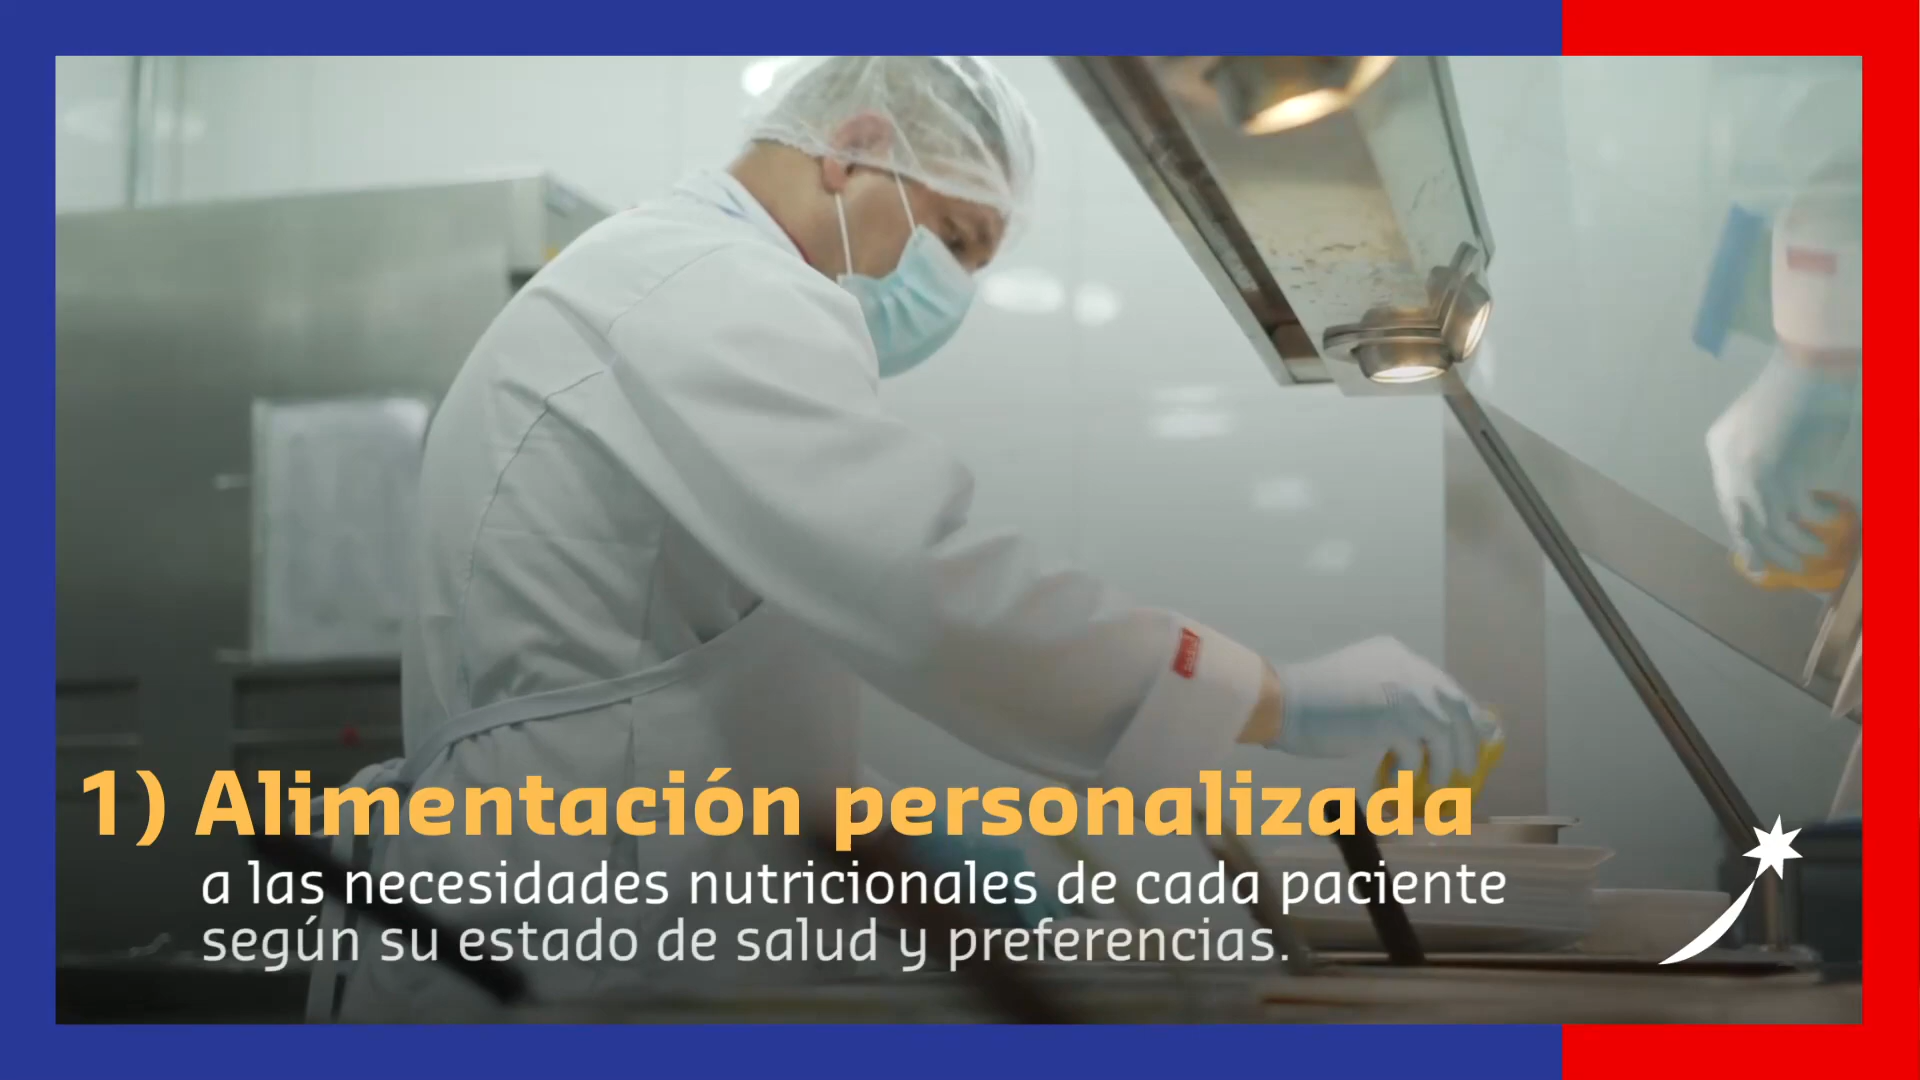 1) Alimentación personalizada
a las necesidades nutricionales de cada paciente
según su estado de salud y preferencias.